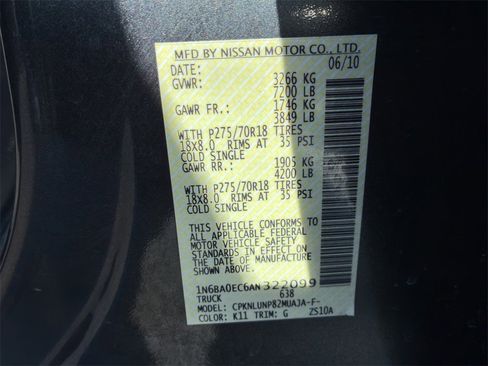 MFD BY NISSAN MOTOR CO., LTD.
DATE: 06/10
GVWR: 3266 KG
7200 LB
GAWR FR.: 1746 KG
3849 LB
WITH P275/70R18 TIRES
18X8.0 RIMS AT 35 PSI
COLD SINGLE
GAWR RR.: 1905 KG
4200 LB
WITH P275/70R18 TIRES
18X8.0 RIMS AT 35 PSI
COLD SINGLE
THIS VEHICLE CONFORMS TO
ALL APPLICABLE FEDERAL
MOTOR VEHICLE SAFETY
STANDARDS IN EFFECT ON
THE DATE OF MANUFACTURE
SHOWN ABOVE
1N6BA0EC6AN322099
TRUCK 638
MODEL: CPKNLUNP82MUAJA-F-
COLOR: K11 TRIM: G ZS10A